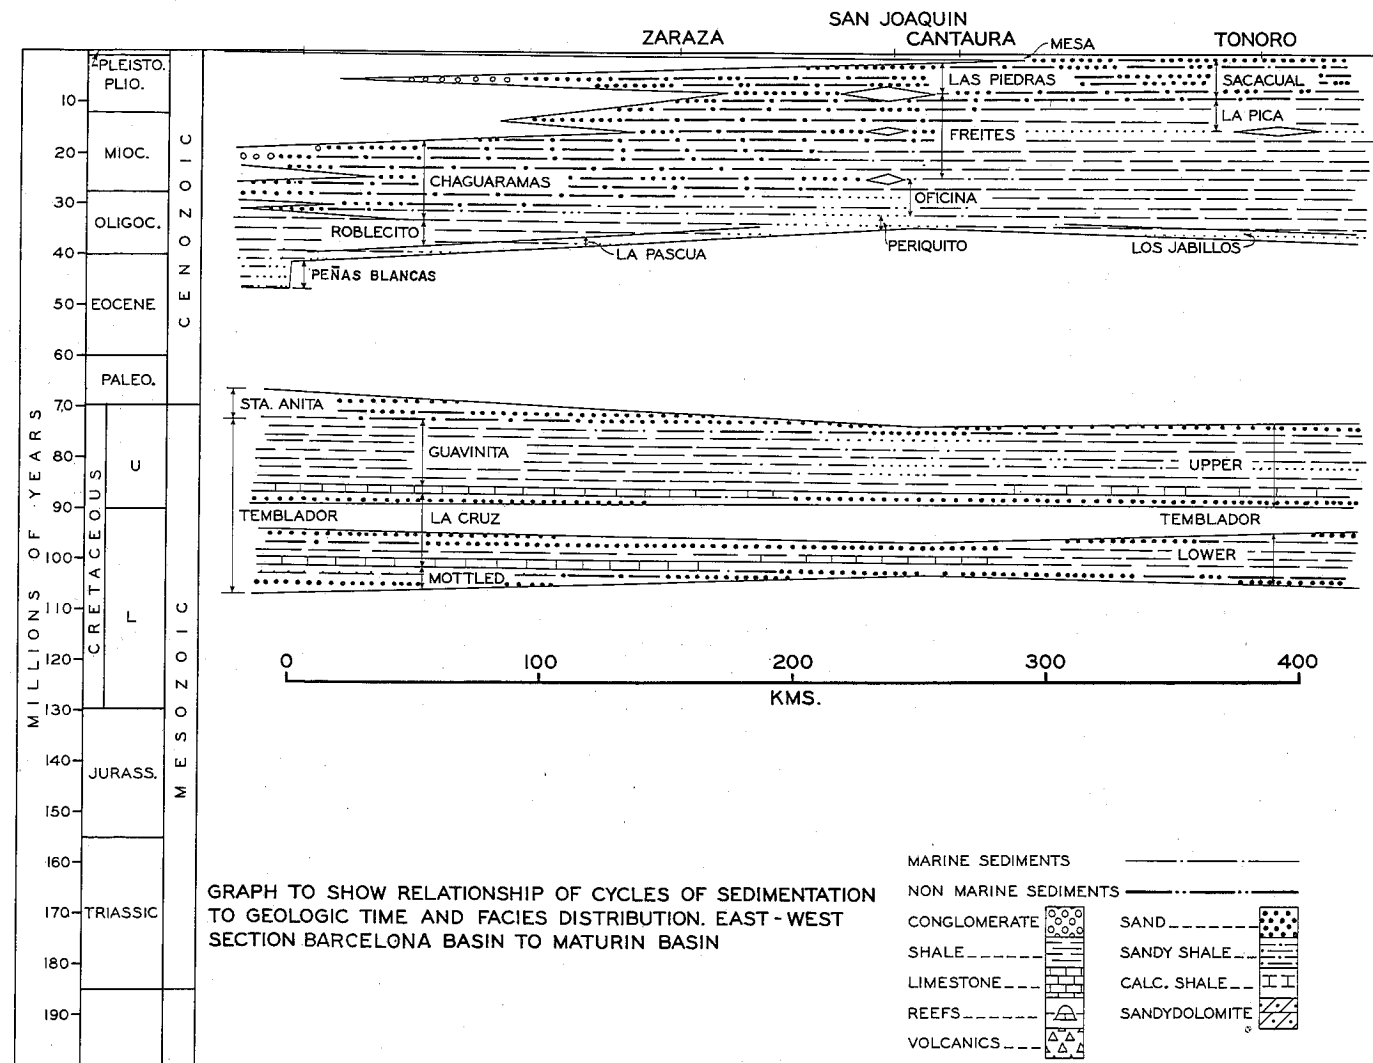 SAN JOAQUIN
ZARAZA
CANTAURA
TONORO
MESA
PLEISTO.
PLIO.
LAS PIEDRAS
SACACUAL
10
LA PICA
FREITES
MIOC.
20
CHAGUARAMAS
OFICINA
30
OLIGOC.
ROBLECITO
LA PASCUA
PERIQUITO
LOS JABILLOS
40
PEÑAS BLANCAS
CENOZOIC
50
EOCENE
60
PALEO.
70
STA. ANITA
GUAVINITA
80
U
UPPER
90
TEMBLADOR
LA CRUZ
TEMBLADOR
100
LOWER
MOTTLED
110
L
CRETACEOUS
MILLIONS OF YEARS
120
0 100 200 300 400
KMS.
130
MESOZOIC
140
JURASS.
150
160
170
TRIASSIC
180
190
GRAPH TO SHOW RELATIONSHIP OF CYCLES OF SEDIMENTATION
TO GEOLOGIC TIME AND FACIES DISTRIBUTION. EAST-WEST
SECTION BARCELONA BASIN TO MATURIN BASIN
MARINE SEDIMENTS
NON MARINE SEDIMENTS
CONGLOMERATE
SAND
SHALE
SANDY SHALE
LIMESTONE
CALC. SHALE
REEFS
SANDYDOLOMITE
VOLCANICS